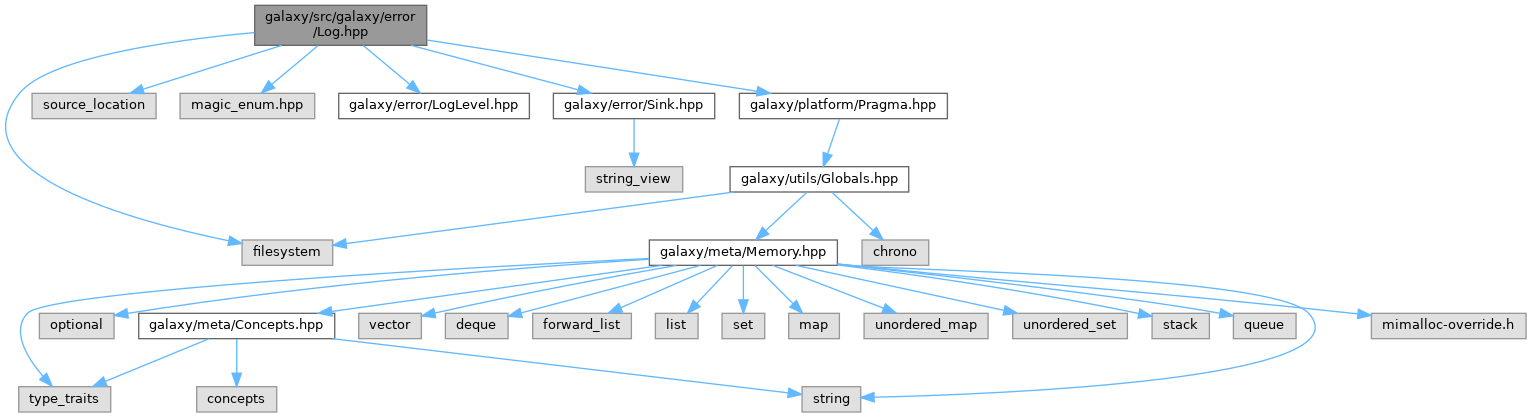 galaxy/src/galaxy/error
/Log.hpp
source_location
magic_enum.hpp
galaxy/error/LogLevel.hpp
galaxy/error/Sink.hpp
galaxy/platform/Pragma.hpp
string_view
galaxy/utils/Globals.hpp
filesystem
galaxy/meta/Memory.hpp
chrono
optional
galaxy/meta/Concepts.hpp
vector
deque
forward_list
list
set
map
unordered_map
unordered_set
stack
queue
mimalloc-override.h
type_traits
concepts
string